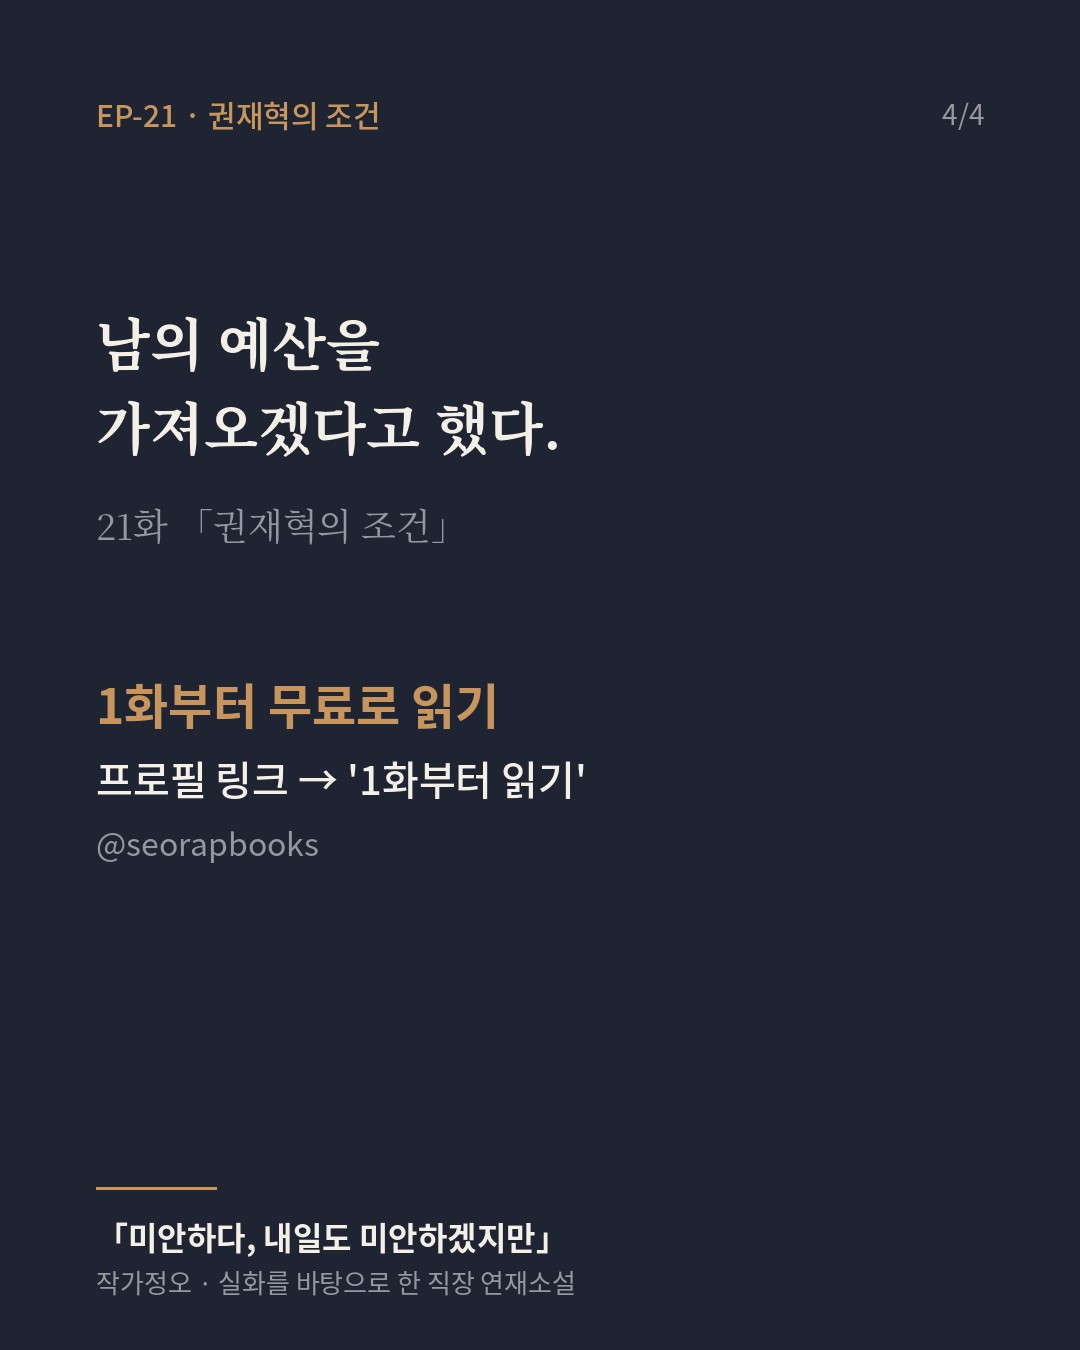 EP-21 · 권재혁의 조건
4/4
남의 예산을
가져오겠다고 했다.
21화 「권재혁의 조건」
1화부터 무료로 읽기
프로필 링크 → '1화부터 읽기'
@seorapbooks
「미안하다, 내일도 미안하겠지만」
작가정오 · 실화를 바탕으로 한 직장 연재소설